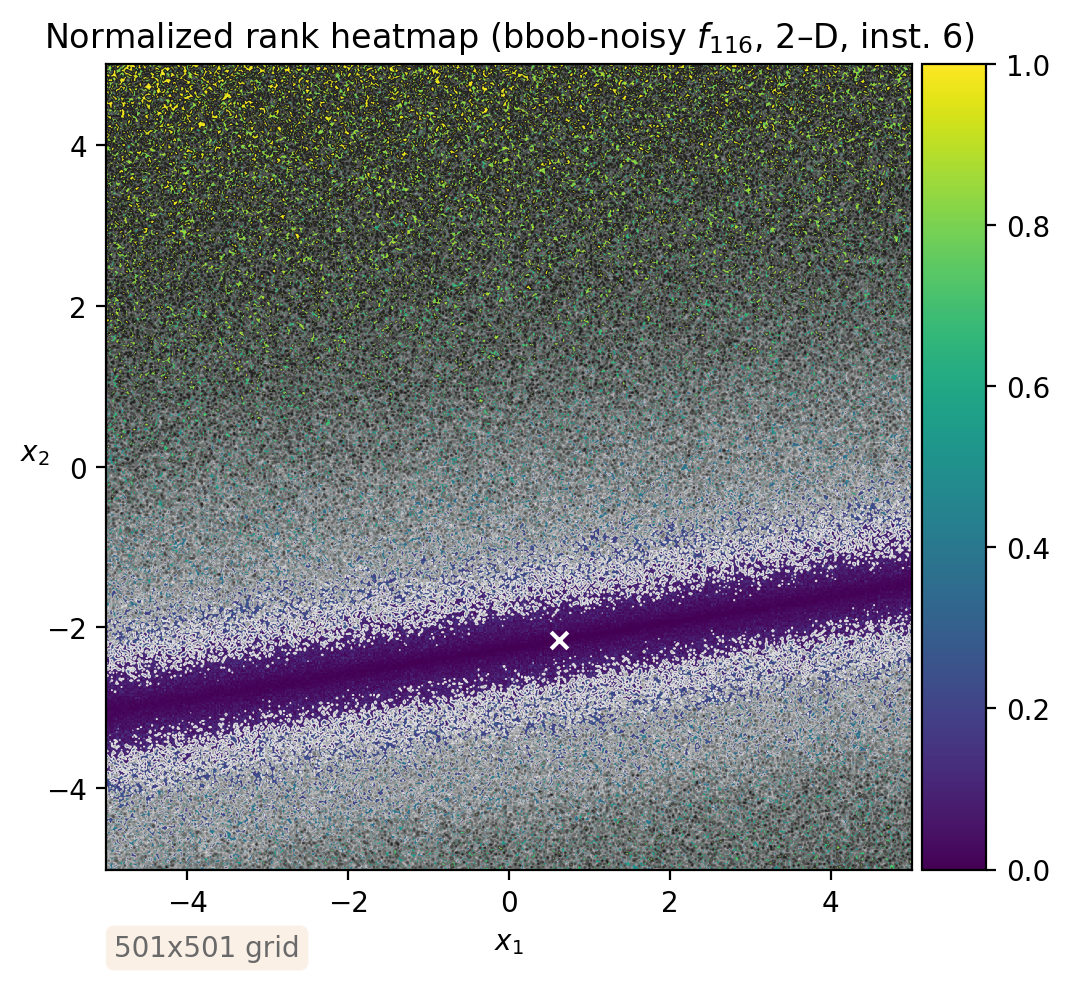 Normalized rank heatmap (bbob-noisy f₁₁₆, 2–D, inst. 6)
1.0
0.8
0.6
0.4
0.2
0.0
4
2
0
−2
−4
x₂
−4 −2 0 2 4
x₁
501x501 grid